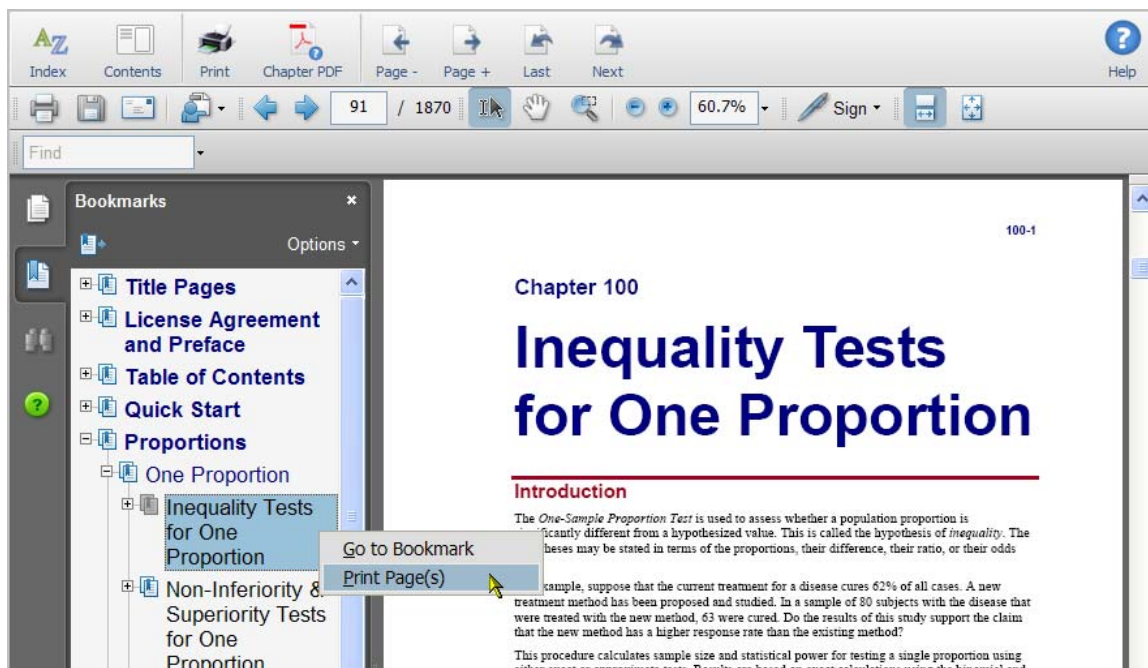 AZ
Index Contents Print Chapter PDF Page - Page + Last Next Help
91 / 1870 60.7% Sign
Find
Bookmarks
Options
Title Pages
License Agreement
and Preface
Table of Contents
Quick Start
Proportions
One Proportion
Inequality Tests
for One
Proportion
Non-Inferiority &
Superiority Tests
for One
Proportion
Go to Bookmark
Print Page(s)
100-1
Chapter 100
Inequality Tests
for One Proportion
Introduction
The One-Sample Proportion Test is used to assess whether a population proportion is
different from a hypothesized value. This is called the hypothesis of inequality. The
may be stated in terms of the proportions, their difference, their ratio, or their odds
suppose that the current treatment for a disease cures 62% of all cases. A new
treatment method has been proposed and studied. In a sample of 80 subjects with the disease that
were treated with the new method, 63 were cured. Do the results of this study support the claim
that the new method has a higher response rate than the existing method?
This procedure calculates sample size and statistical power for testing a single proportion using